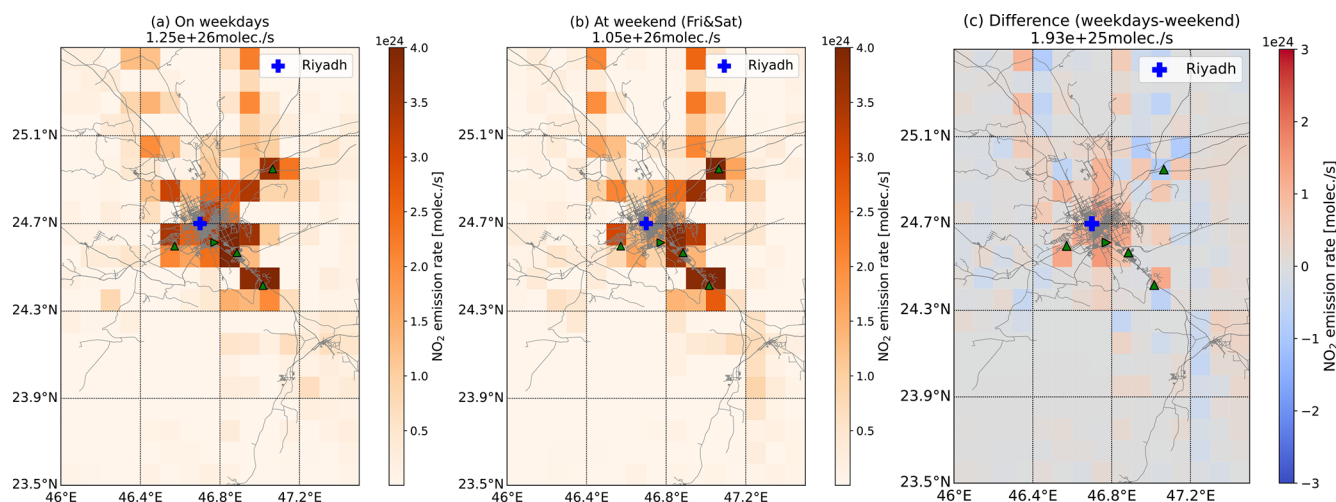 (a) On weekdays
1.25e+26molec./s
1e24
Riyadh
25.1°N
24.7°N
24.3°N
23.9°N
23.5°N
46°E
46.4°E
46.8°E
47.2°E
4.0
3.5
3.0
2.5
2.0
1.5
1.0
0.5
NO₂ emission rate [molec./s]
(b) At weekend (Fri&Sat)
1.05e+26molec./s
1e24
Riyadh
25.1°N
24.7°N
24.3°N
23.9°N
23.5°N
46°E
46.4°E
46.8°E
47.2°E
4.0
3.5
3.0
2.5
2.0
1.5
1.0
0.5
NO₂ emission rate [molec./s]
(c) Difference (weekdays-weekend)
1.93e+25molec./s
1e24
Riyadh
25.1°N
24.7°N
24.3°N
23.9°N
23.5°N
46°E
46.4°E
46.8°E
47.2°E
3
2
1
0
−1
−2
−3
NO₂ emission rate [molec./s]